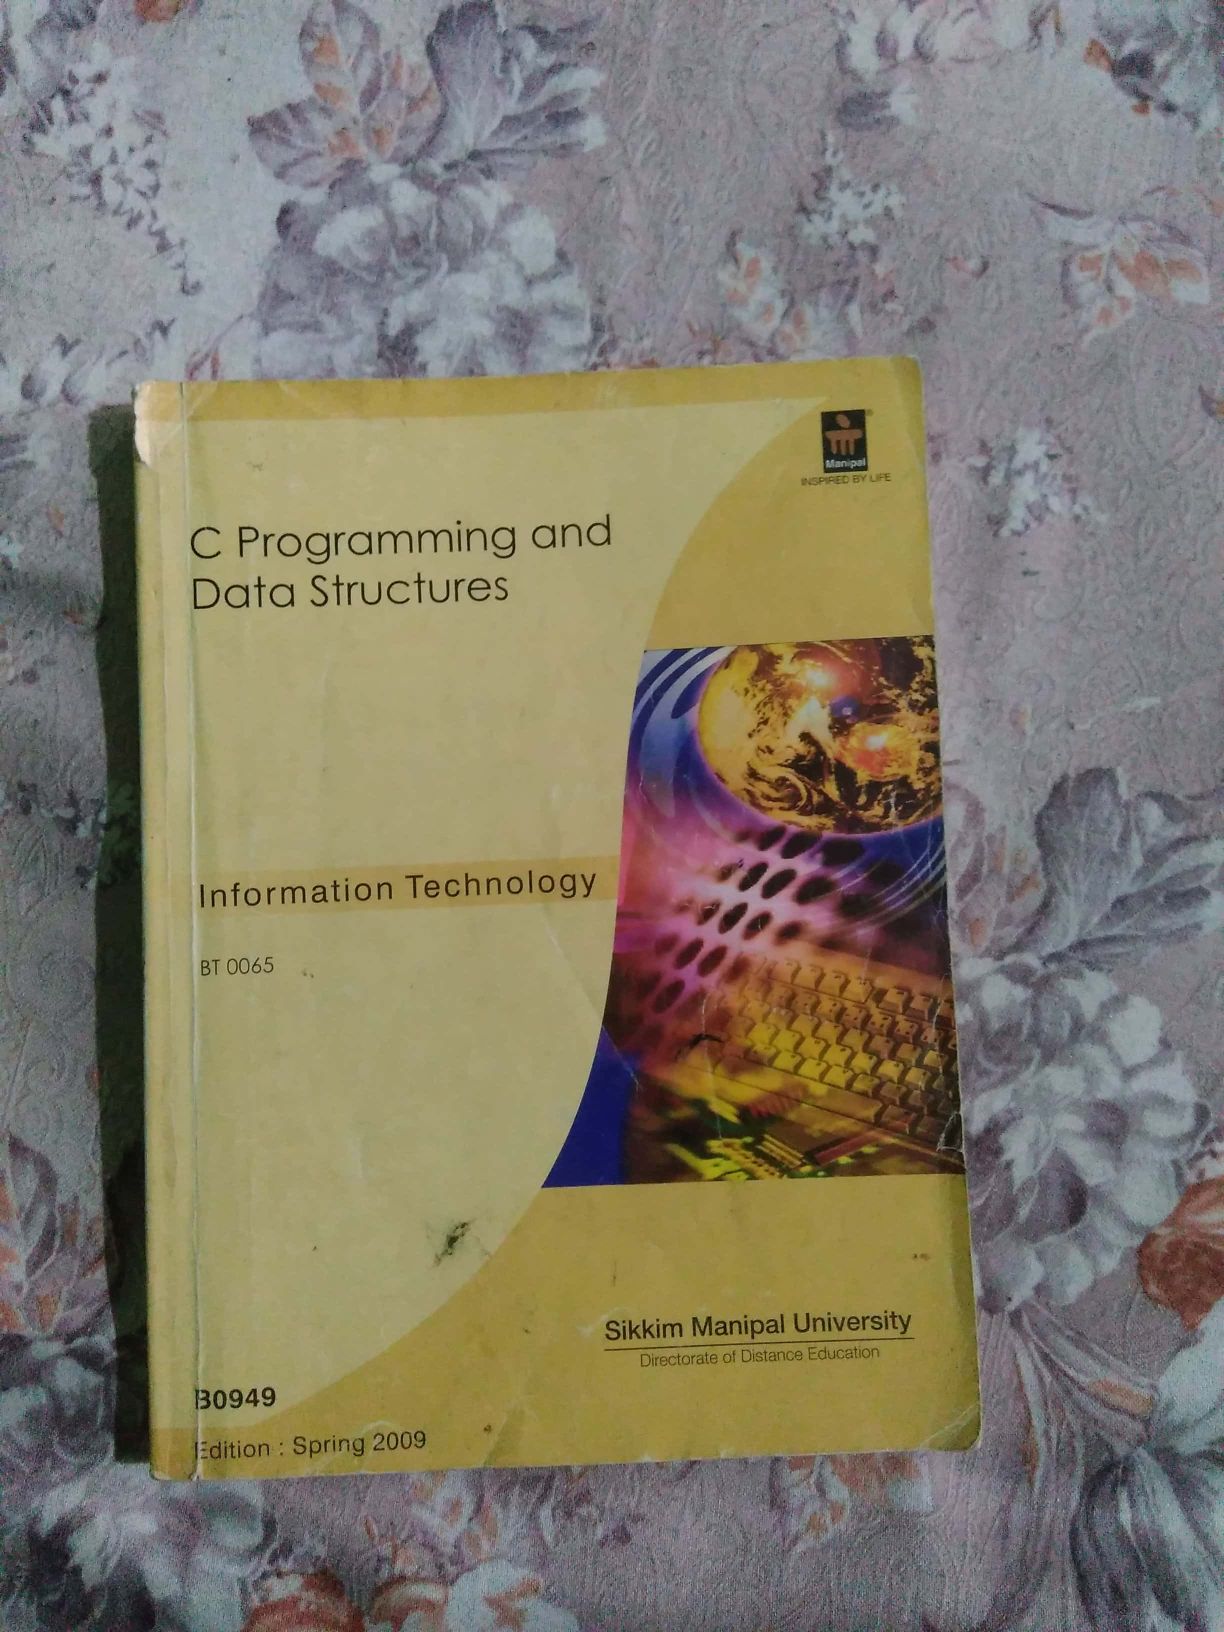 Manipal
INSPIRED BY LIFE
C Programming and
Data Structures
Information Technology
BT 0065
Sikkim Manipal University
Directorate of Distance Education
B0949
Edition : Spring 2009